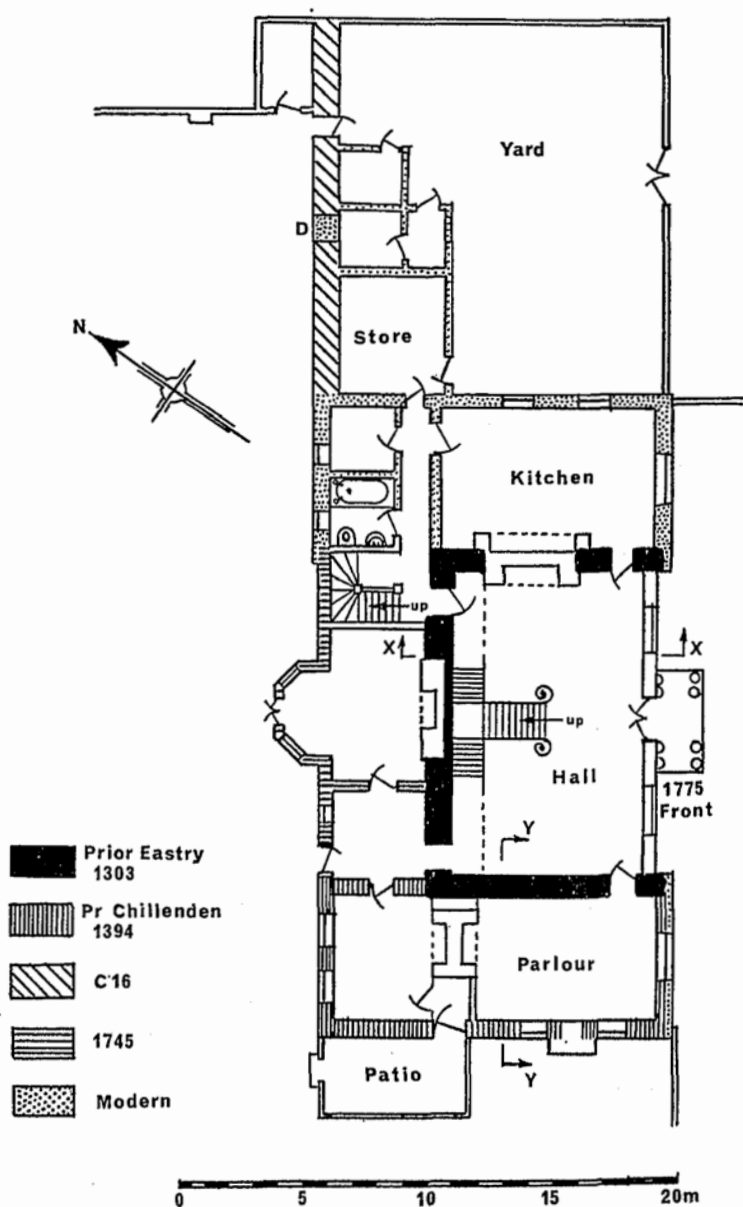 Yard
D
N
Store
Kitchen
up
X
X
up
Hall
1775
Front
Y
Prior Eastry
1303
Pr Chillenden
1394
C'16
Parlour
1745
Y
Patio
Modern
0 5 10 15 20m